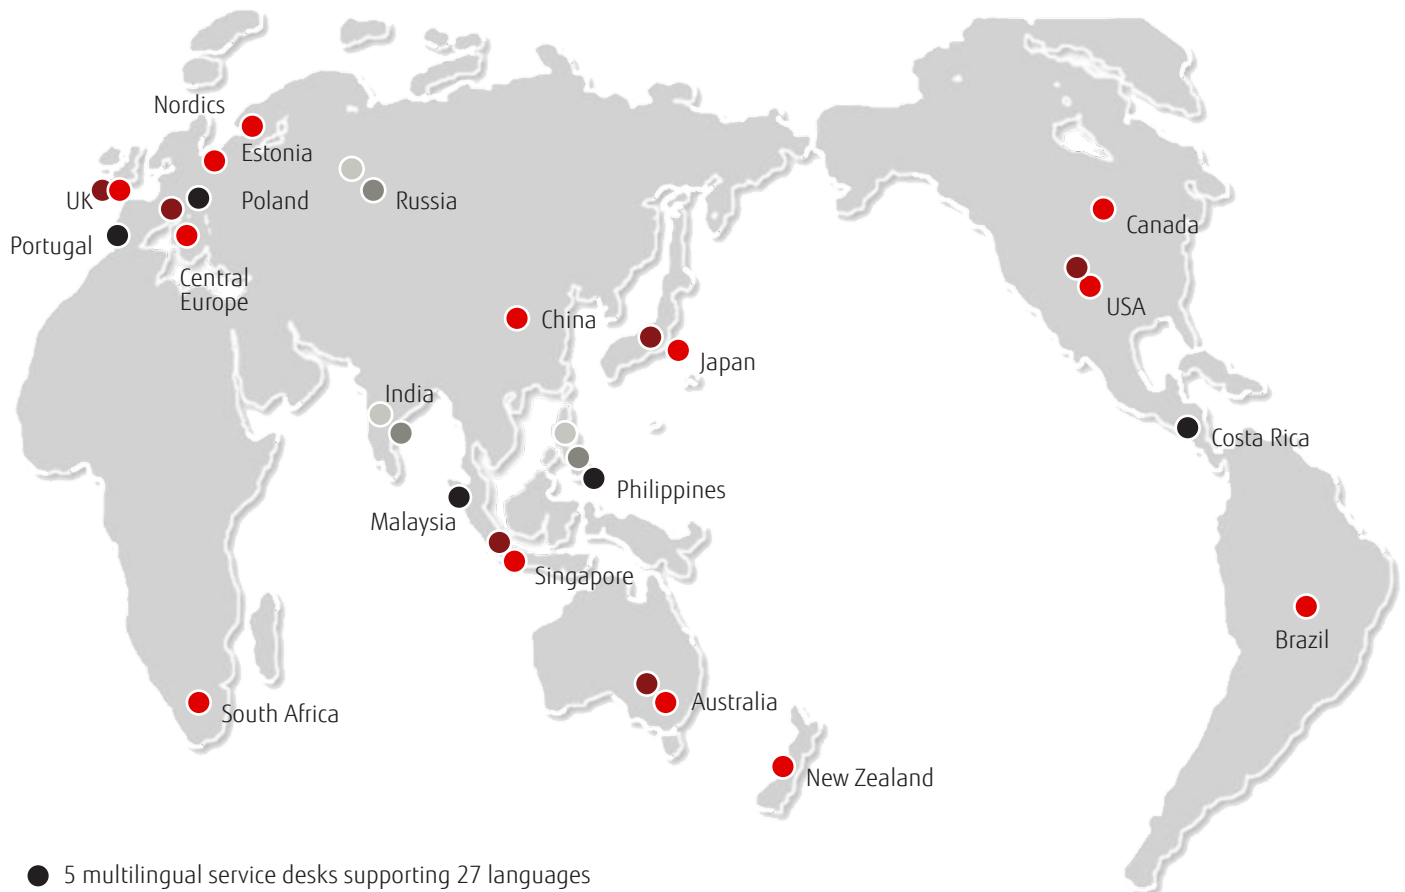 Nordics
Estonia
UK
Poland
Russia
Portugal
Central
Europe
Canada
USA
China
Japan
India
Costa Rica
Philippines
Malaysia
Singapore
Brazil
South Africa
Australia
New Zealand
5 multilingual service desks supporting 27 languages